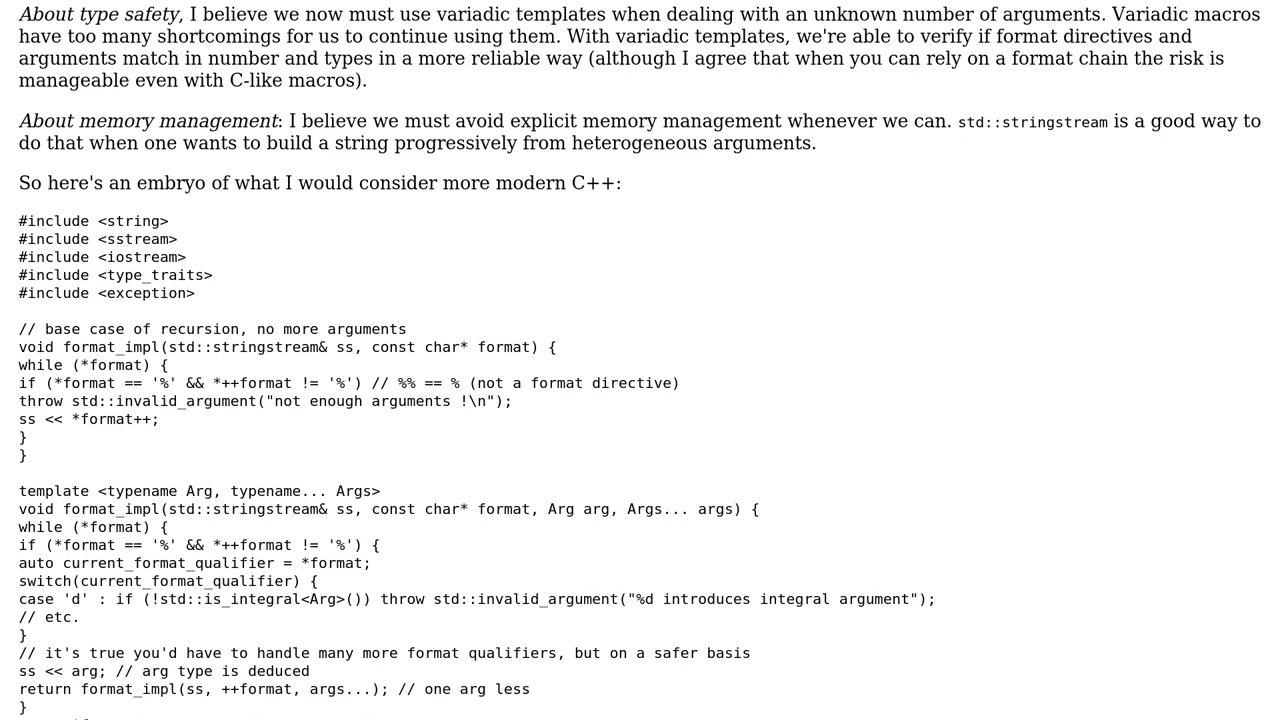 About type safety, I believe we now must use variadic templates when dealing with an unknown number of arguments. Variadic macros
have too many shortcomings for us to continue using them. With variadic templates, we're able to verify if format directives and
arguments match in number and types in a more reliable way (although I agree that when you can rely on a format chain the risk is
manageable even with C-like macros).
About memory management: I believe we must avoid explicit memory management whenever we can. std::stringstream is a good way to
do that when one wants to build a string progressively from heterogeneous arguments.
So here's an embryo of what I would consider more modern C++:
#include <string>
#include <sstream>
#include <iostream>
#include <type_traits>
#include <exception>
// base case of recursion, no more arguments
void format_impl(std::stringstream& ss, const char* format) {
while (*format) {
if (*format == '%' && *++format != '%') // %% == % (not a format directive)
throw std::invalid_argument("not enough arguments !\n");
ss << *format++;
}
}
template <typename Arg, typename... Args>
void format_impl(std::stringstream& ss, const char* format, Arg arg, Args... args) {
while (*format) {
if (*format == '%' && *++format != '%') {
auto current_format_qualifier = *format;
switch(current_format_qualifier) {
case 'd' : if (!std::is_integral<Arg>()) throw std::invalid_argument("%d introduces integral argument");
// etc.
}
// it's true you'd have to handle many more format qualifiers, but on a safer basis
ss << arg; // arg type is deduced
return format_impl(ss, ++format, args...); // one arg less
}